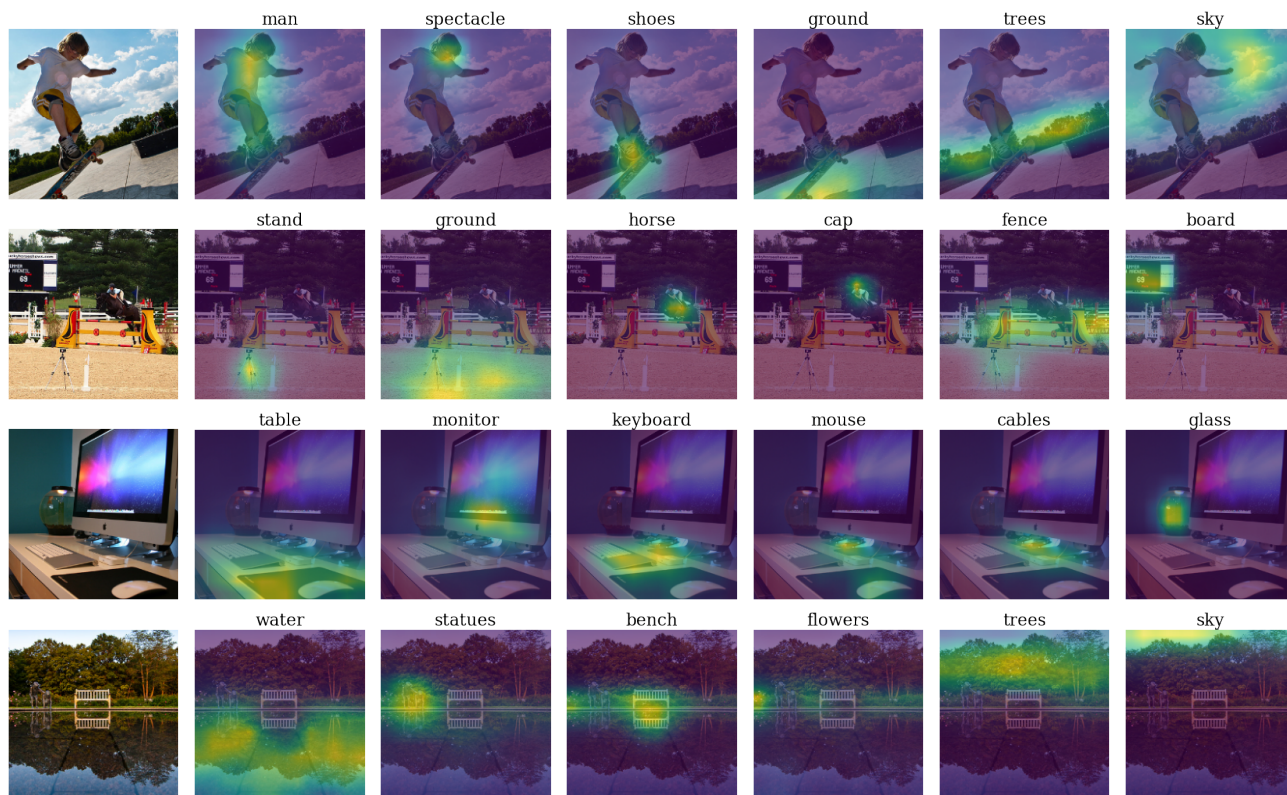 man spectacle shoes ground trees sky
stand ground horse cap fence board
69
table monitor keyboard mouse cables glass
water statues bench flowers trees sky